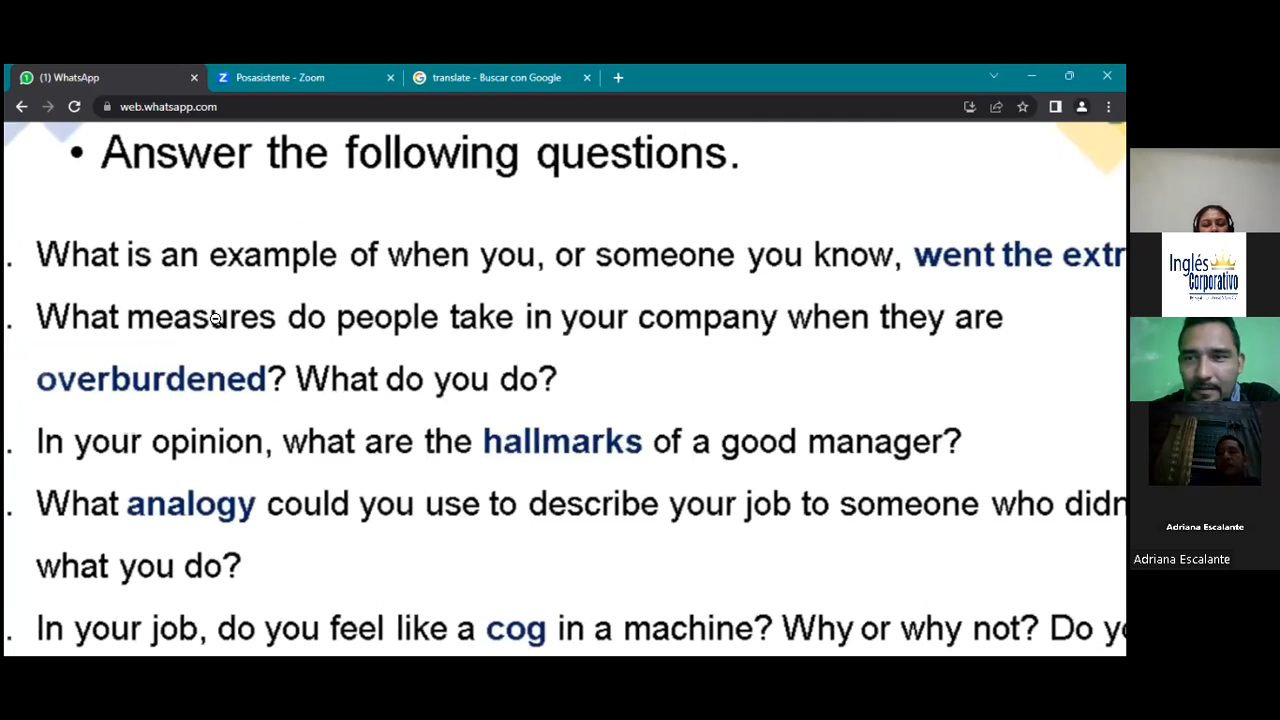 (1) WhatsApp
Posasistente - Zoom
translate - Buscar con Google
web.whatsapp.com
• Answer the following questions.
. What is an example of when you, or someone you know, went the extr
. What measures do people take in your company when they are
overburdened? What do you do?
. In your opinion, what are the hallmarks of a good manager?
. What analogy could you use to describe your job to someone who didn
what you do?
. In your job, do you feel like a cog in a machine? Why or why not? Do yo
Inglés
Corporativo
Adriana Escalante
Adriana Escalante